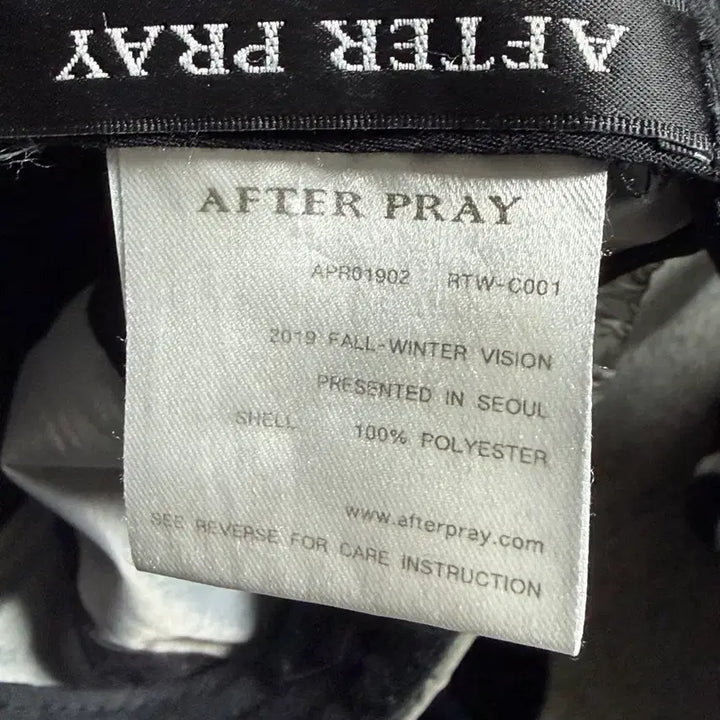 AFTER PRAY
AFTER PRAY
APR01902 RTW-C001
2019 FALL-WINTER VISION
PRESENTED IN SEOUL
SHELL 100% POLYESTER
www.afterpray.com
SEE REVERSE FOR CARE INSTRUCTION